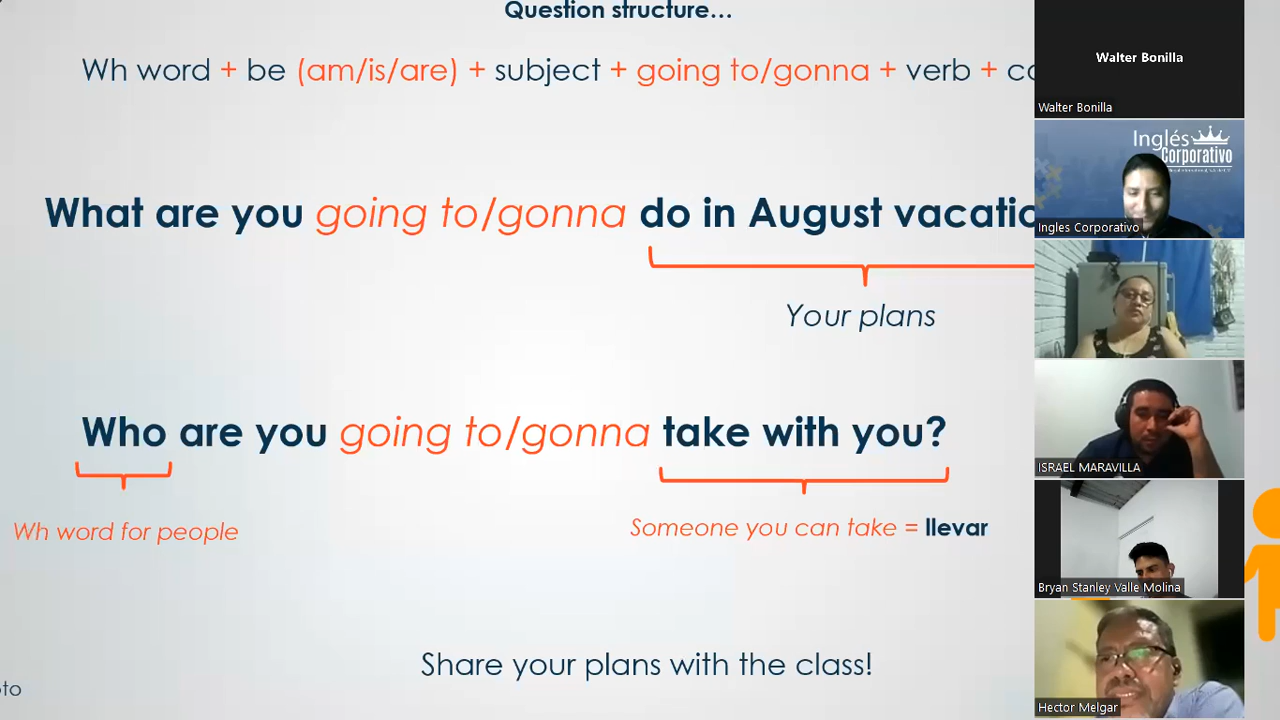 Question structure...
Wh word + be (am/is/are) + subject + going to/gonna + verb + co
What are you going to/gonna do in August vacatio
Your plans
Who are you going to/gonna take with you?
Wh word for people
Someone you can take = llevar
Share your plans with the class!
oto
Walter Bonilla
Walter Bonilla
Inglés
Corporativo
Ingles Corporativo
ISRAEL MARAVILLA
Bryan Stanley Valle Molina
Hector Melgar